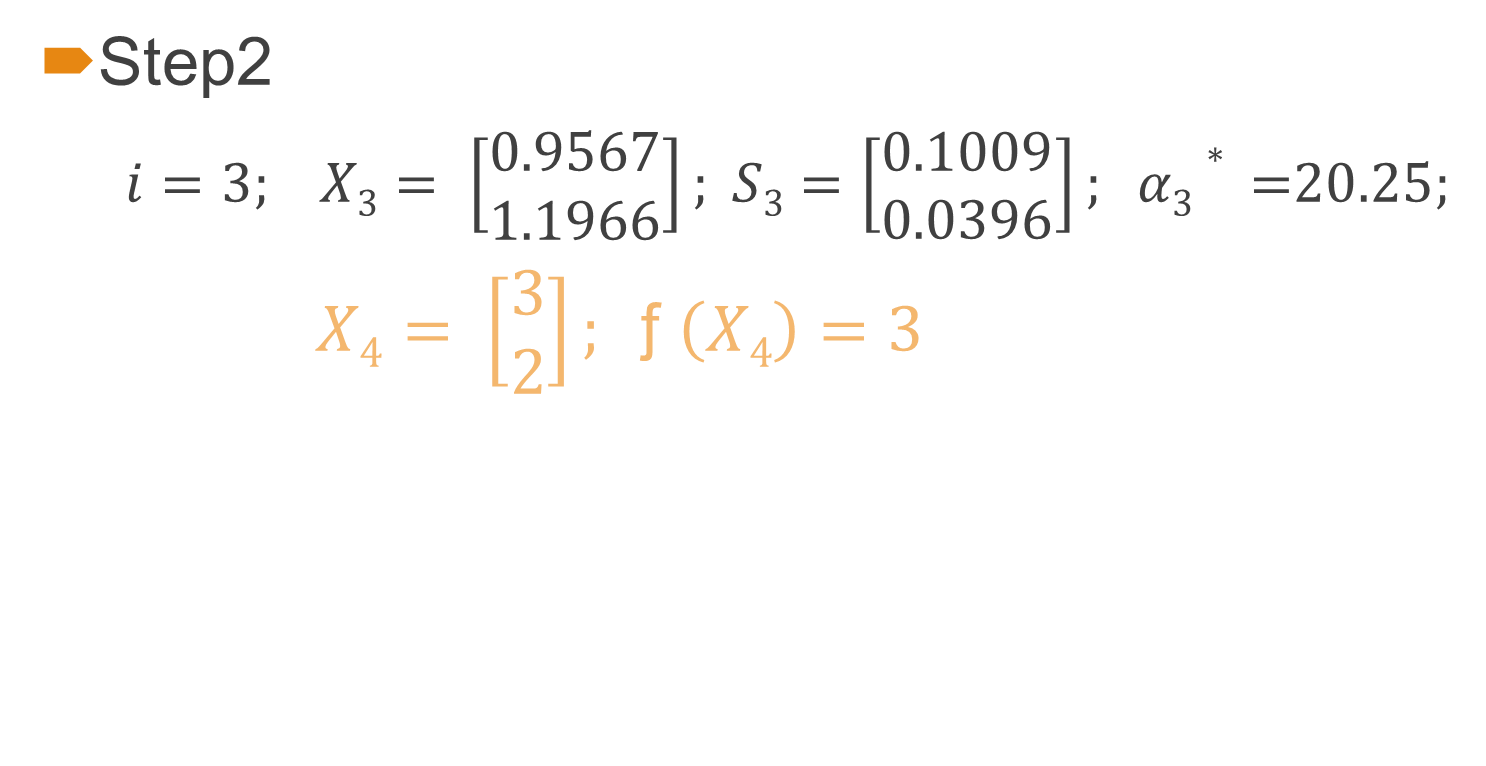 Step2
i = 3; X₃ = [0.9567 1.1966]; S₃ = [0.1009 0.0396]; α₃* =20.25;
X₄ = [3 2]; ƒ (X₄) = 3